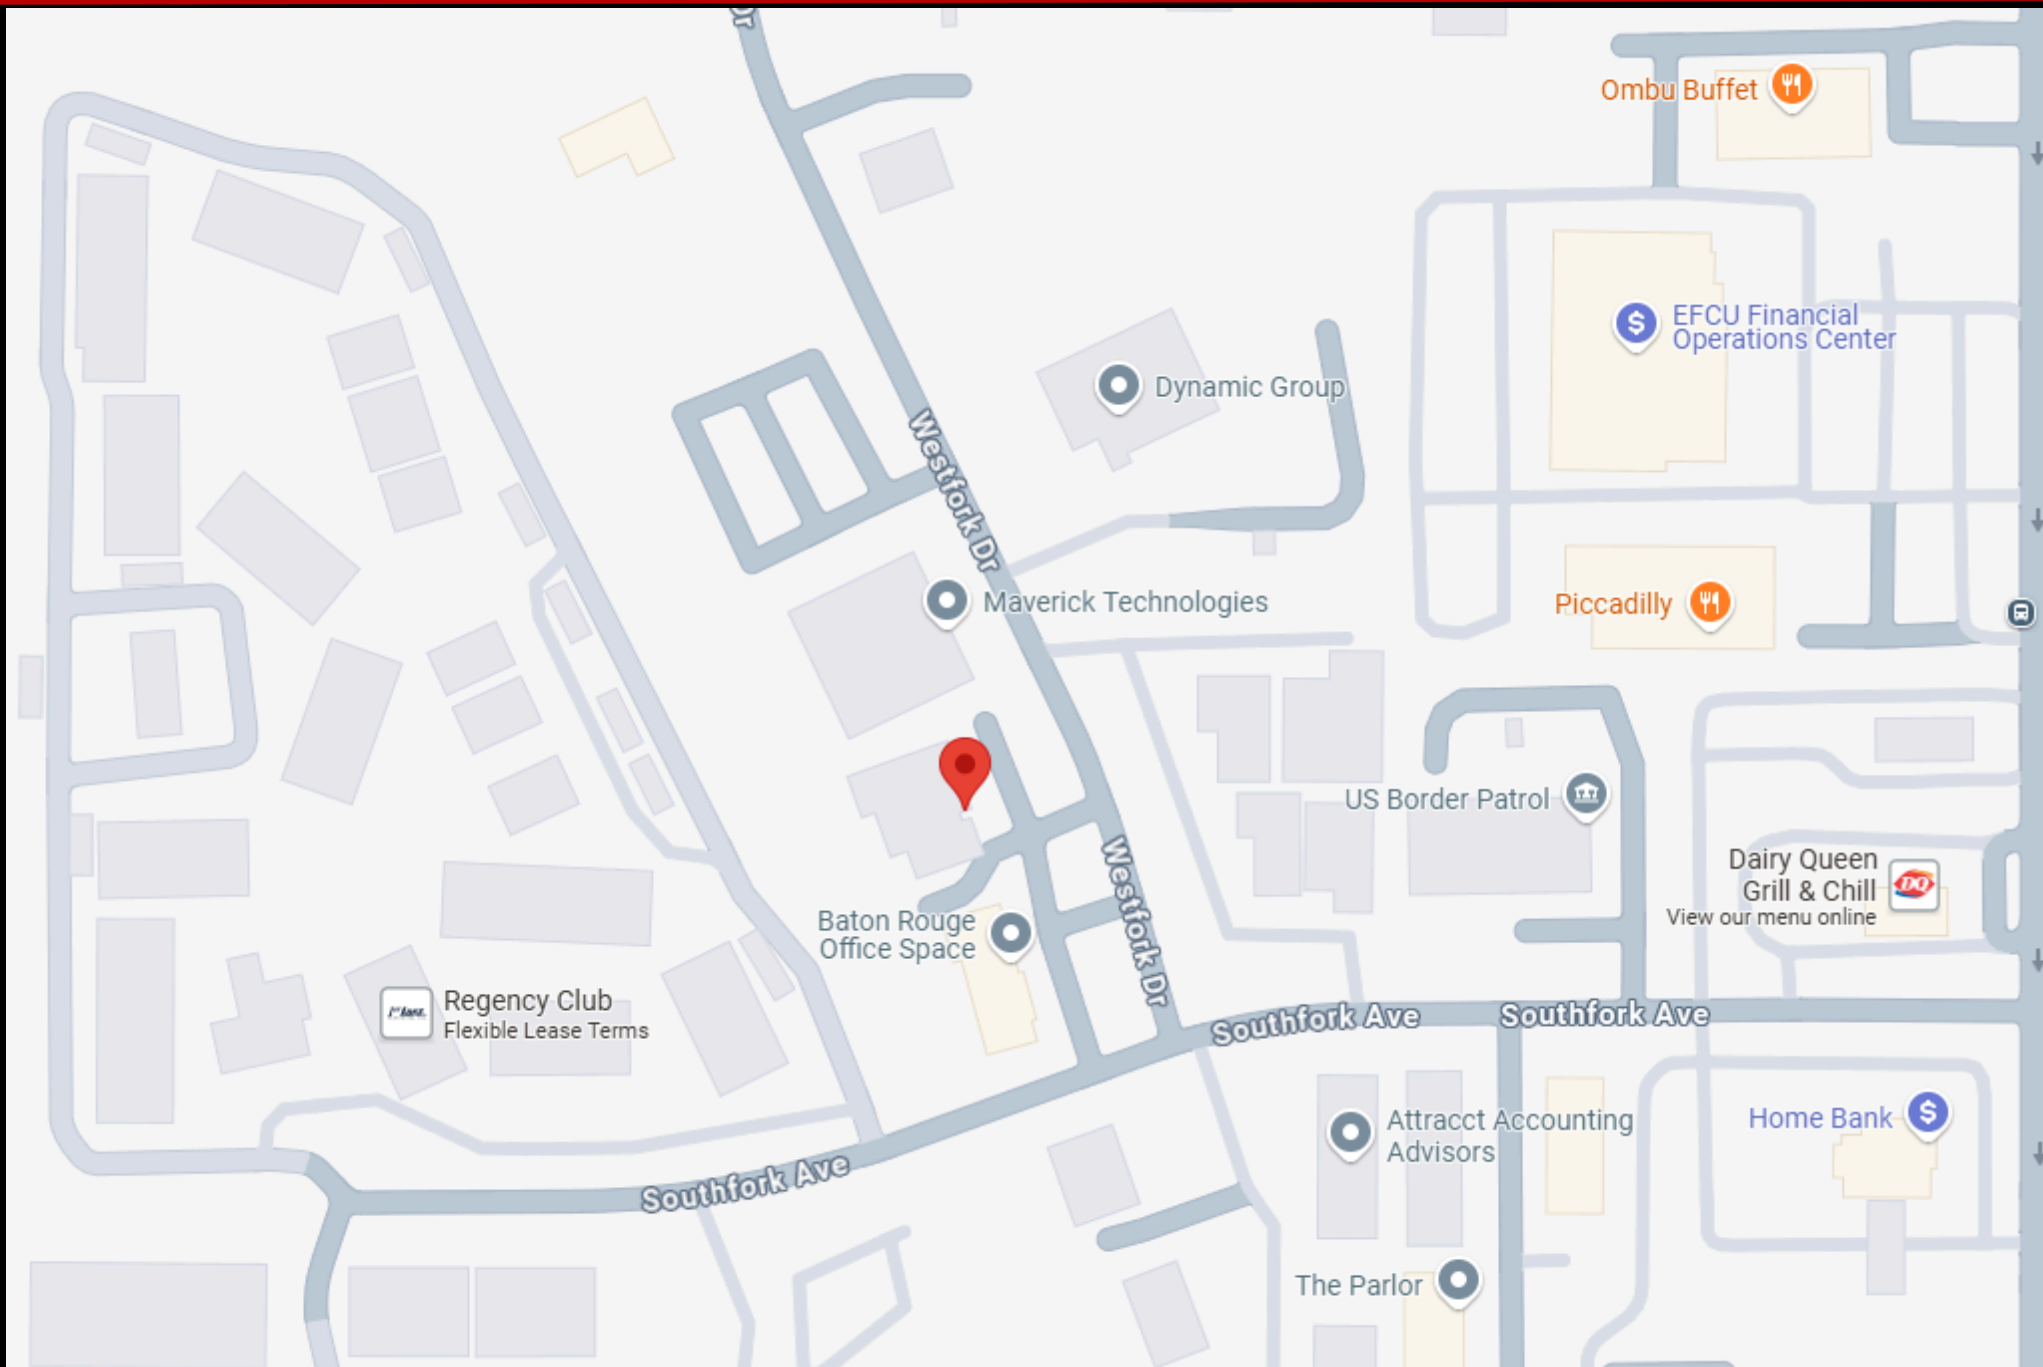 Dr
Ombu Buffet
EFCU Financial
Operations Center
Dynamic Group
Westfork Dr
Maverick Technologies
Piccadilly
US Border Patrol
Westfork Dr
Dairy Queen
Grill & Chill
View our menu online
DQ
Baton Rouge
Office Space
Regency Club
Flexible Lease Terms
Southfork Ave
Southfork Ave
Attracct Accounting
Advisors
Home Bank
Southfork Ave
The Parlor